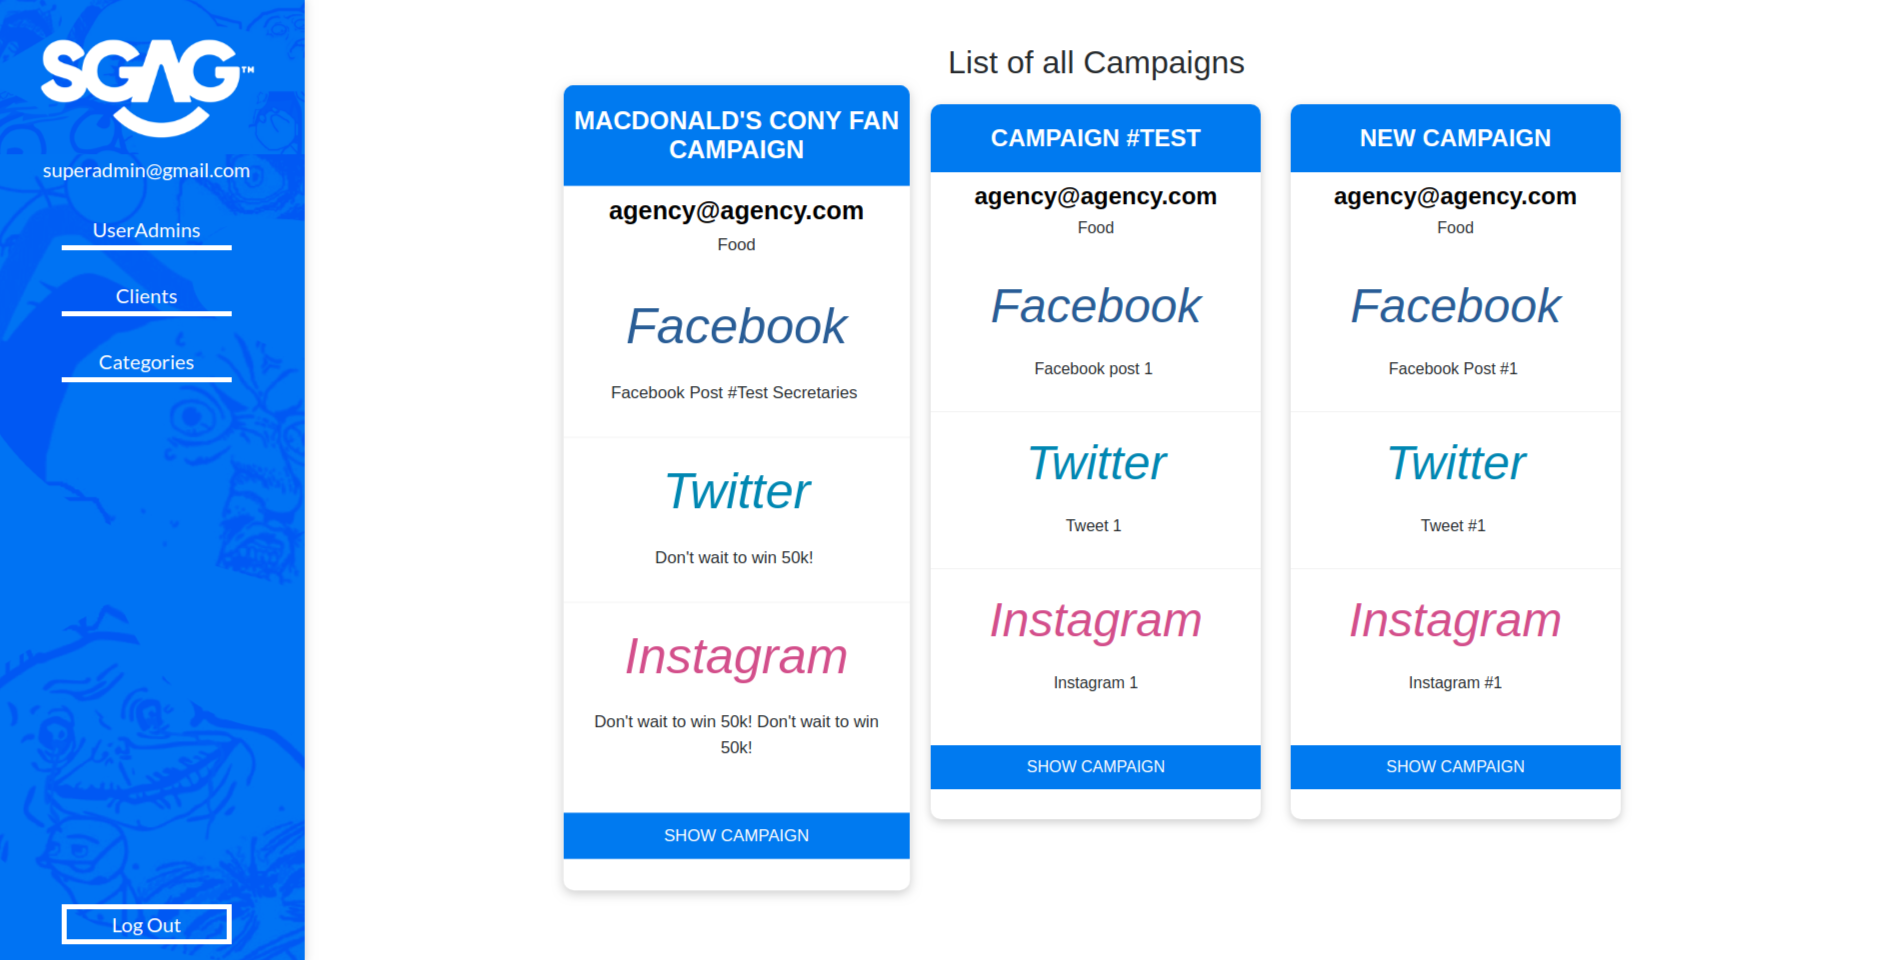 SGAG™
superadmin@gmail.com
UserAdmins
Clients
Categories
Log Out
List of all Campaigns
MACDONALD'S CONY FAN
CAMPAIGN
agency@agency.com
Food
Facebook
Facebook Post #Test Secretaries
Twitter
Don't wait to win 50k!
Instagram
Don't wait to win 50k! Don't wait to win
50k!
SHOW CAMPAIGN
CAMPAIGN #TEST
agency@agency.com
Food
Facebook
Facebook post 1
Twitter
Tweet 1
Instagram
Instagram 1
SHOW CAMPAIGN
NEW CAMPAIGN
agency@agency.com
Food
Facebook
Facebook Post #1
Twitter
Tweet #1
Instagram
Instagram #1
SHOW CAMPAIGN